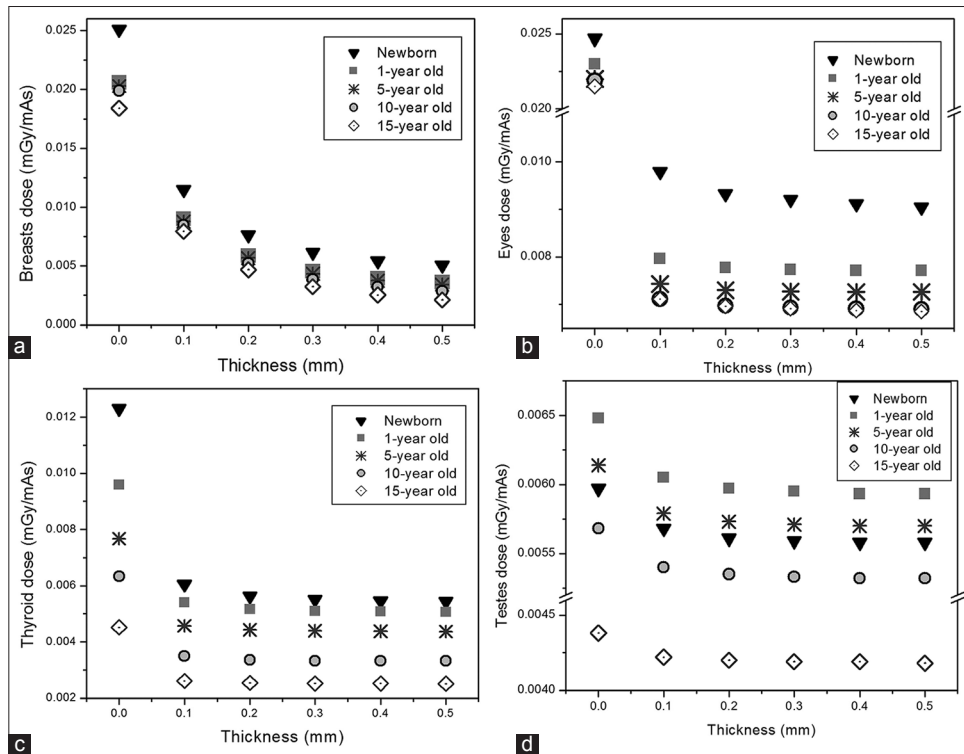 0.025
0.020
0.015
0.010
0.005
0.000
Breasts dose (mGy/mAs)
Newborn
1-year old
5-year old
10-year old
15-year old
0.0 0.1 0.2 0.3 0.4 0.5
Thickness (mm)
a
0.025
0.020
0.010
0.008
Eyes dose (mGy/mAs)
Newborn
1-year old
5-year old
10-year old
15-year old
0.0 0.1 0.2 0.3 0.4 0.5
Thickness (mm)
b
0.012
0.010
0.008
0.006
0.004
0.002
Thyroid dose (mGy/mAs)
Newborn
1-year old
5-year old
10-year old
15-year old
0.0 0.1 0.2 0.3 0.4 0.5
Thickness (mm)
c
0.0065
0.0060
0.0055
0.0045
0.0040
Testes dose (mGy/mAs)
Newborn
1-year old
5-year old
10-year old
15-year old
0.0 0.1 0.2 0.3 0.4 0.5
Thickness (mm)
d